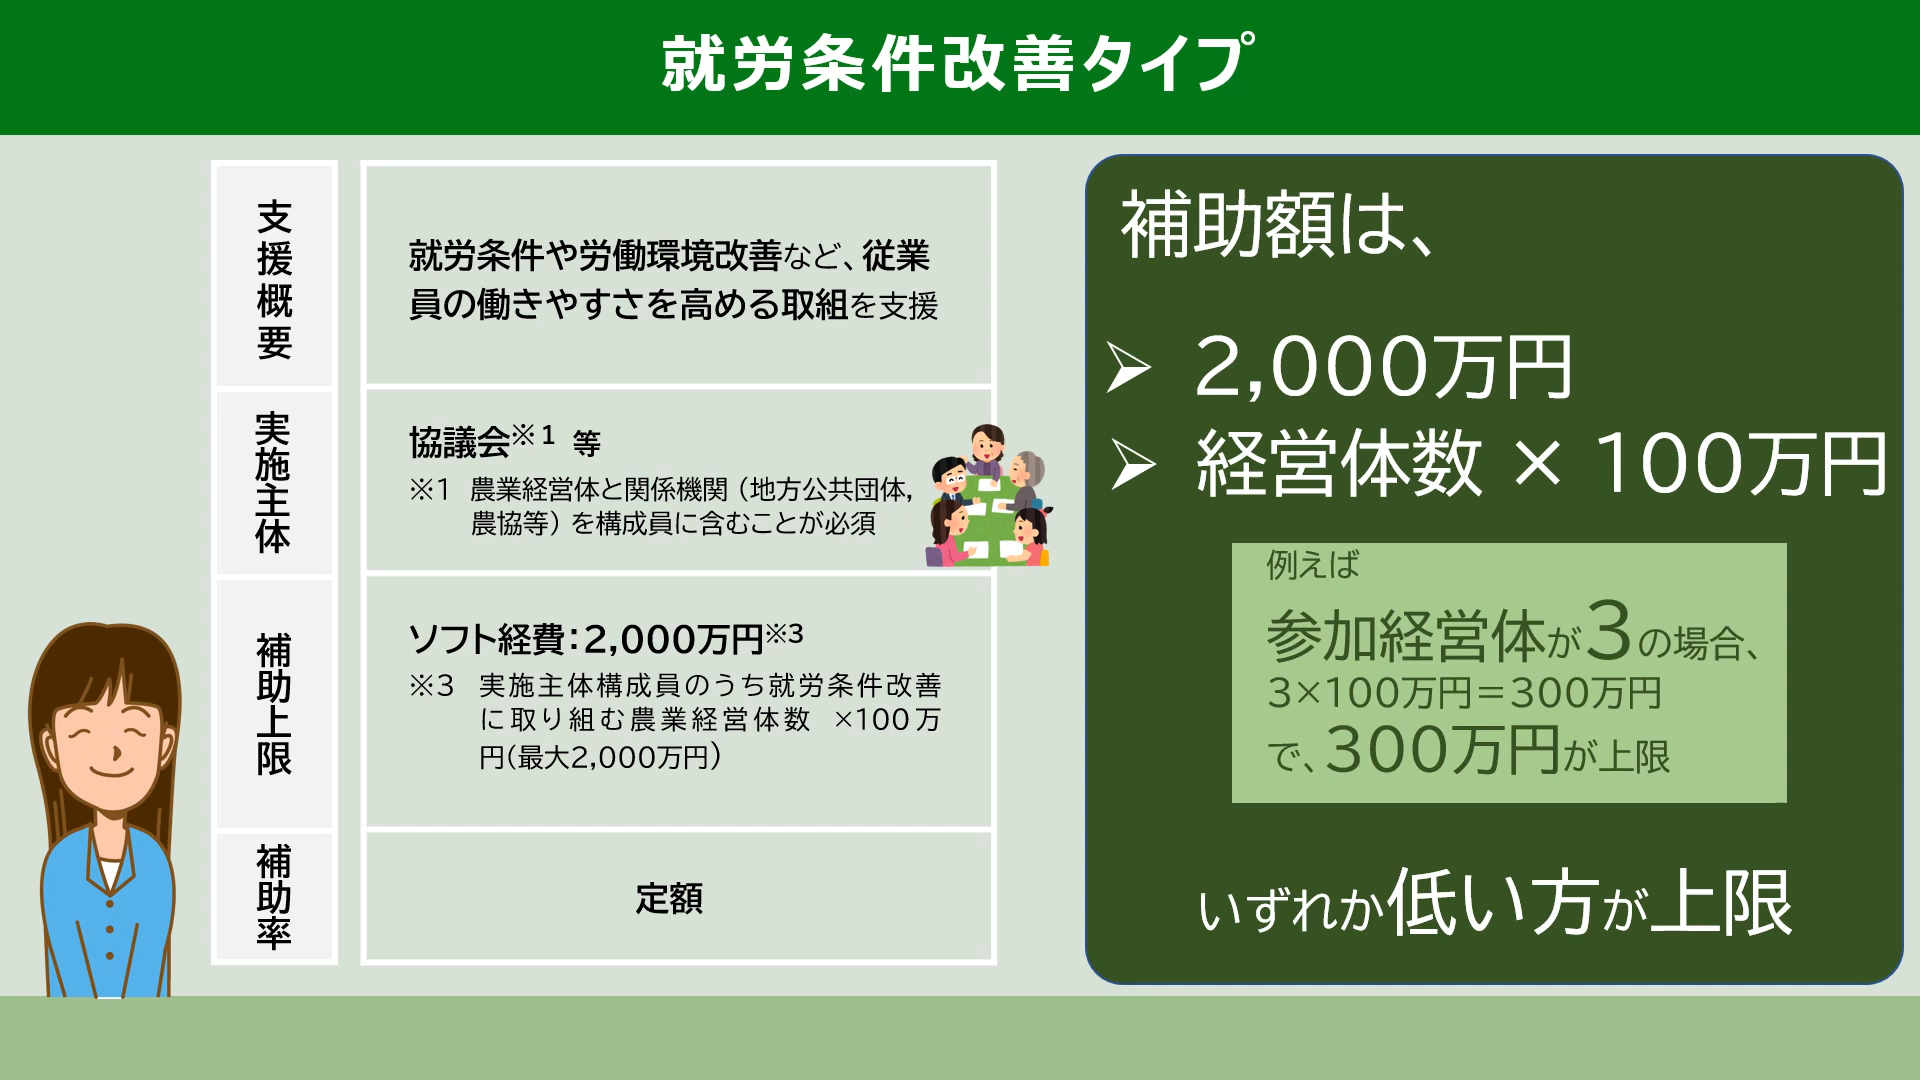 就労条件改善タイプ
支援概要
就労条件や労働環境改善など、従業
員の働きやすさを高める取組を支援
実施主体
協議会※1 等
※1 農業経営体と関係機関（地方公共団体，
農協等）を構成員に含むことが必須
補助上限
ソフト経費：2,000万円※3
※3 実施主体構成員のうち就労条件改善
に取り組む農業経営体数 ×100万
円(最大2,000万円)
補助率
定額
補助額は、
➢ 2,000万円
➢ 経営体数 × 100万円
例えば
参加経営体が3の場合、
3×100万円＝300万円
で、300万円が上限
いずれか低い方が上限